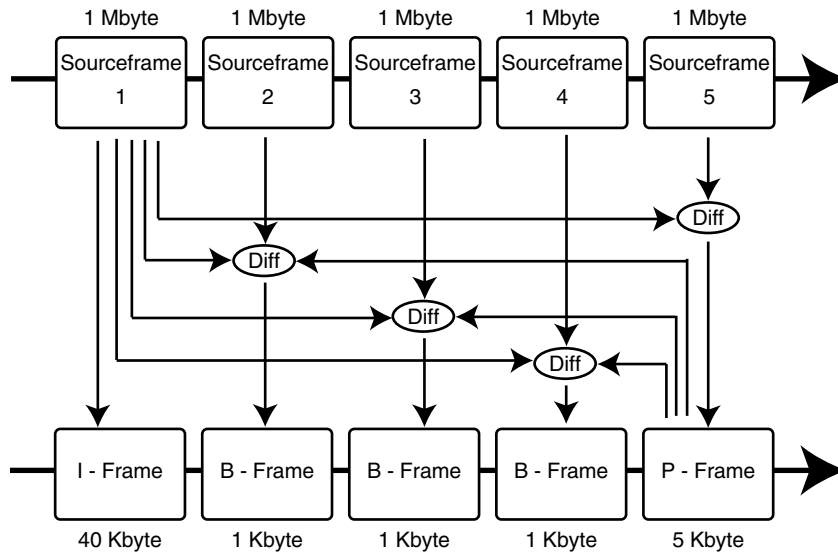 1 Mbyte 1 Mbyte 1 Mbyte 1 Mbyte 1 Mbyte
Sourceframe Sourceframe Sourceframe Sourceframe Sourceframe
1 2 3 4 5
Diff
Diff
Diff
Diff
I - Frame B - Frame B - Frame B - Frame P - Frame
40 Kbyte 1 Kbyte 1 Kbyte 1 Kbyte 5 Kbyte